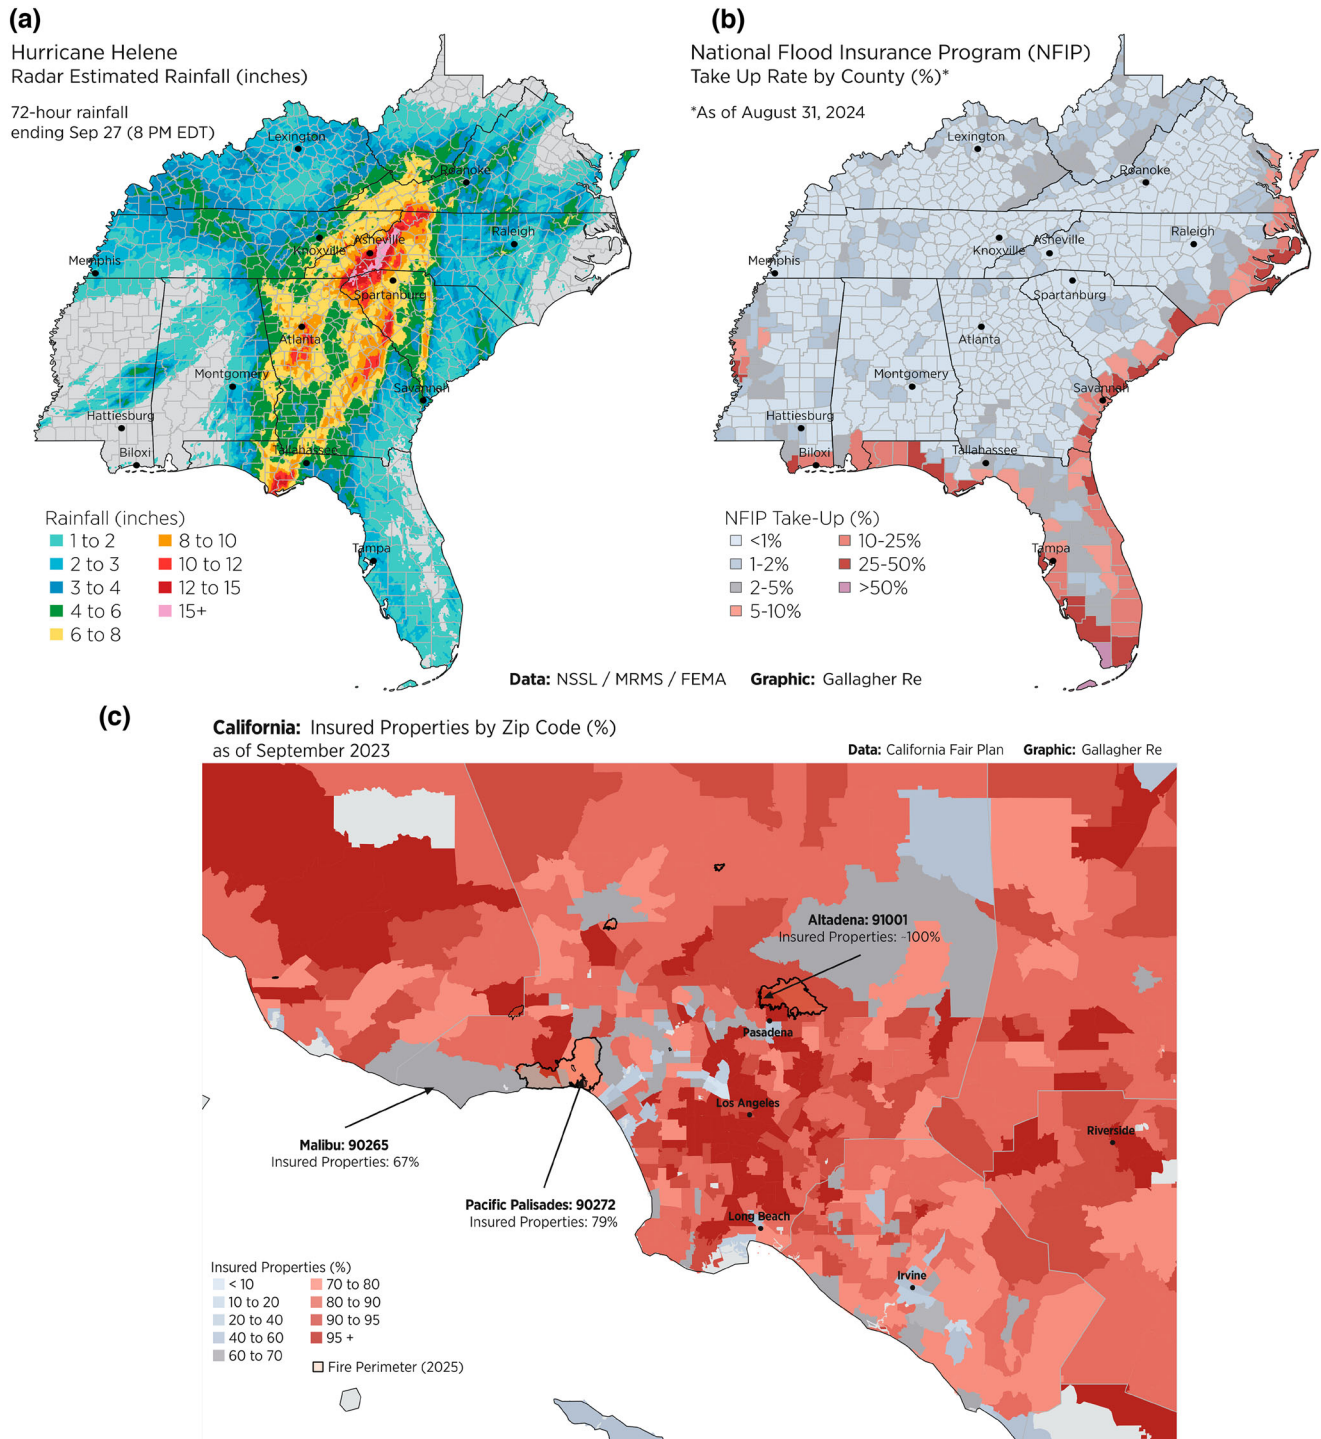 (a)
Hurricane Helene
Radar Estimated Rainfall (inches)
72-hour rainfall
ending Sep 27 (8 PM EDT)
Lexington
Roanoke
Knoxville
Asheville
Raleigh
Memphis
Spartanburg
Atlanta
Montgomery
Savannah
Hattiesburg
Biloxi
Tallahassee
Tampa
Rainfall (inches)
1 to 2
2 to 3
3 to 4
4 to 6
6 to 8
8 to 10
10 to 12
12 to 15
15+
(b)
National Flood Insurance Program (NFIP)
Take Up Rate by County (%)*
*As of August 31, 2024
Lexington
Roanoke
Knoxville
Asheville
Raleigh
Memphis
Spartanburg
Atlanta
Montgomery
Savannah
Hattiesburg
Biloxi
Tallahassee
Tampa
NFIP Take-Up (%)
<1%
1-2%
2-5%
5-10%
10-25%
25-50%
>50%
Data: NSSL / MRMS / FEMA Graphic: Gallagher Re
(c)
California: Insured Properties by Zip Code (%)
as of September 2023
Data: California Fair Plan Graphic: Gallagher Re
Altadena: 91001
Insured Properties: ~100%
Pasadena
Los Angeles
Riverside
Malibu: 90265
Insured Properties: 67%
Pacific Palisades: 90272
Insured Properties: 79%
Long Beach
Irvine
Insured Properties (%)
< 10
10 to 20
20 to 40
40 to 60
60 to 70
70 to 80
80 to 90
90 to 95
95 +
Fire Perimeter (2025)